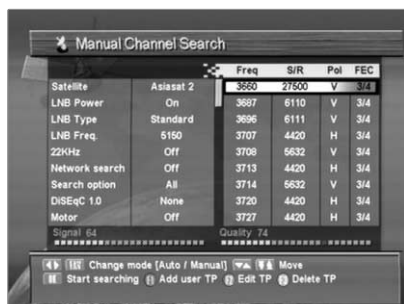 Manual Channel Search
Freq S/R Pol FEC
Satellite Asiasat 2 3660 27500 V 3/4
LNB Power On 3687 6110 V 3/4
LNB Type Standard 3696 6111 V 3/4
LNB Freq. 5150 3707 4420 H 3/4
22KHz Off 3708 5632 V 3/4
Network search Off 3713 4420 H 3/4
Search option All 3714 5632 V 3/4
DiSEqC 1.0 None 3720 4420 H 3/4
Motor Off 3727 4420 H 3/4
Signal 64 Quality 74
Change mode [Auto / Manual] Move
Start searching Add user TP Edit TP Delete TP